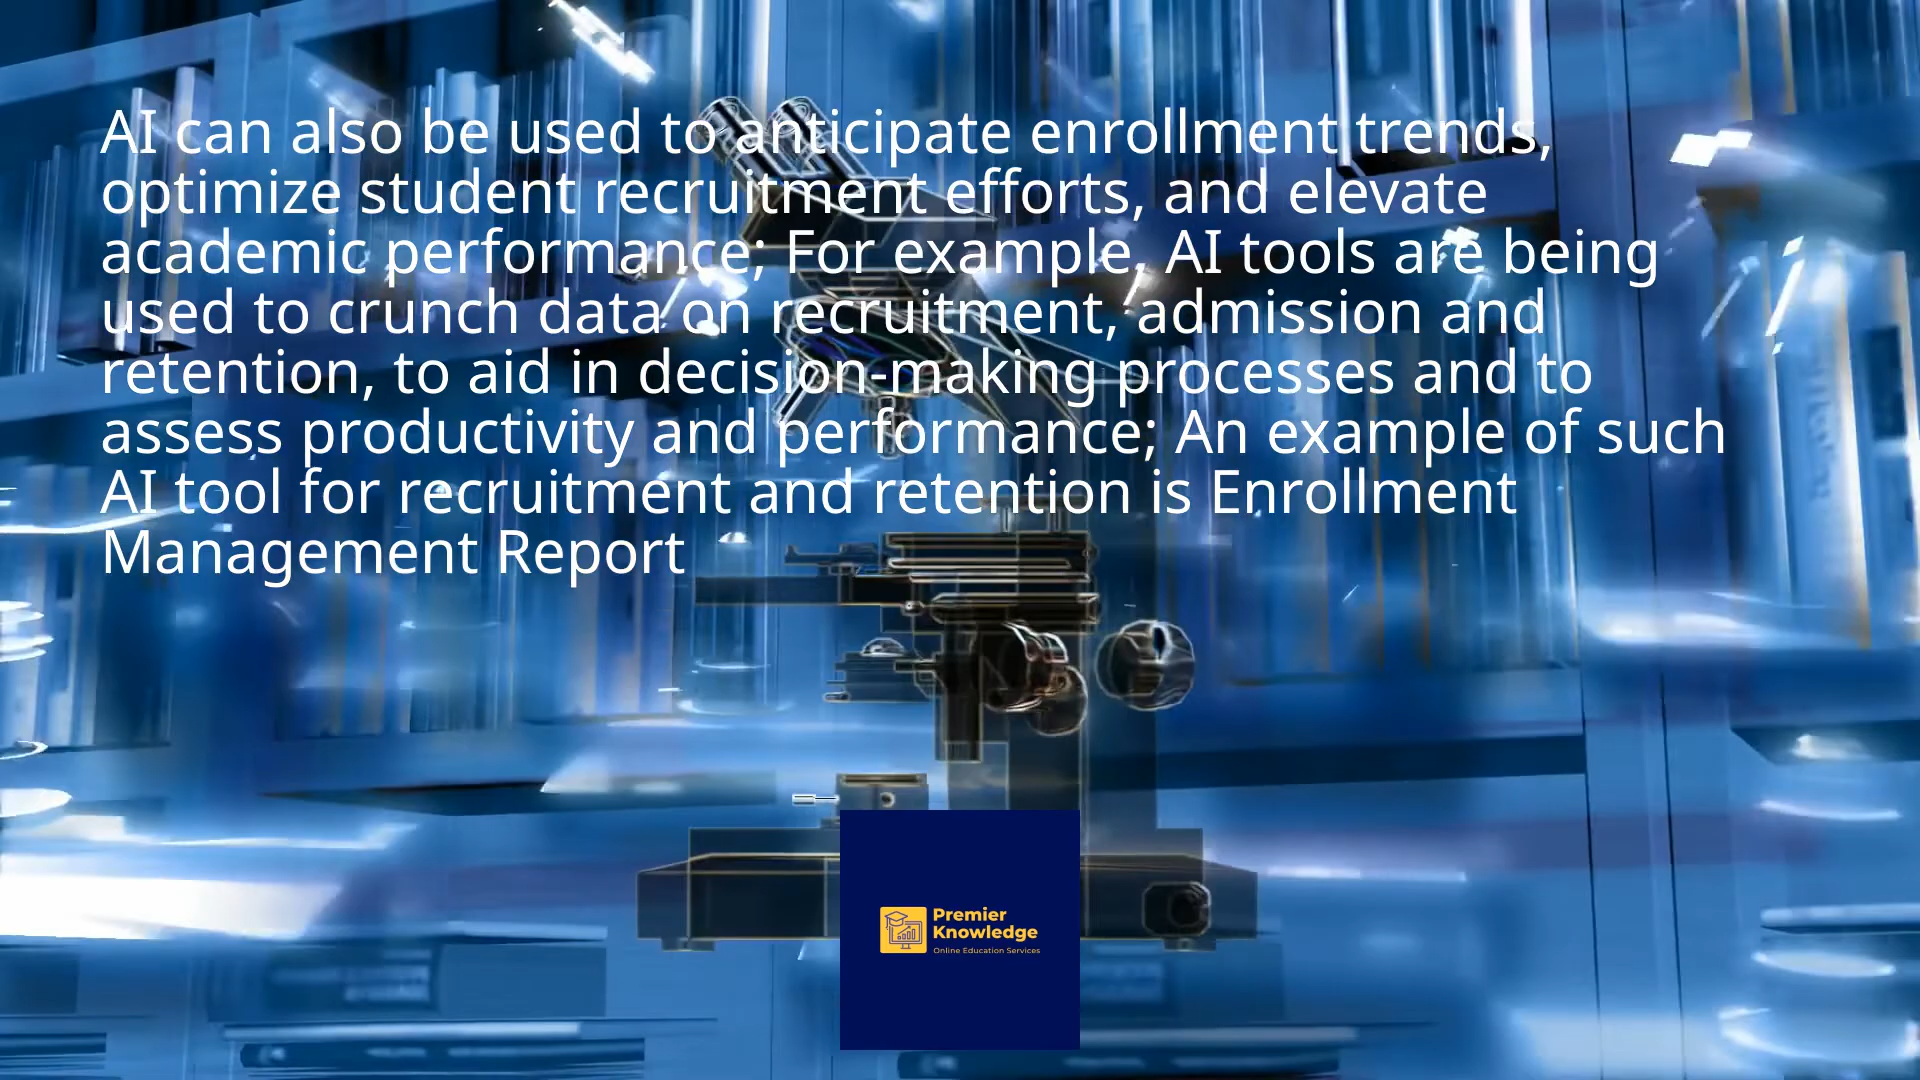 AI can also be used to anticipate enrollment trends,
optimize student recruitment efforts, and elevate
academic performance; For example, AI tools are being
used to crunch data on recruitment, admission and
retention, to aid in decision-making processes and to
assess productivity and performance; An example of such
AI tool for recruitment and retention is Enrollment
Management Report
Premier
Knowledge
Online Education Services